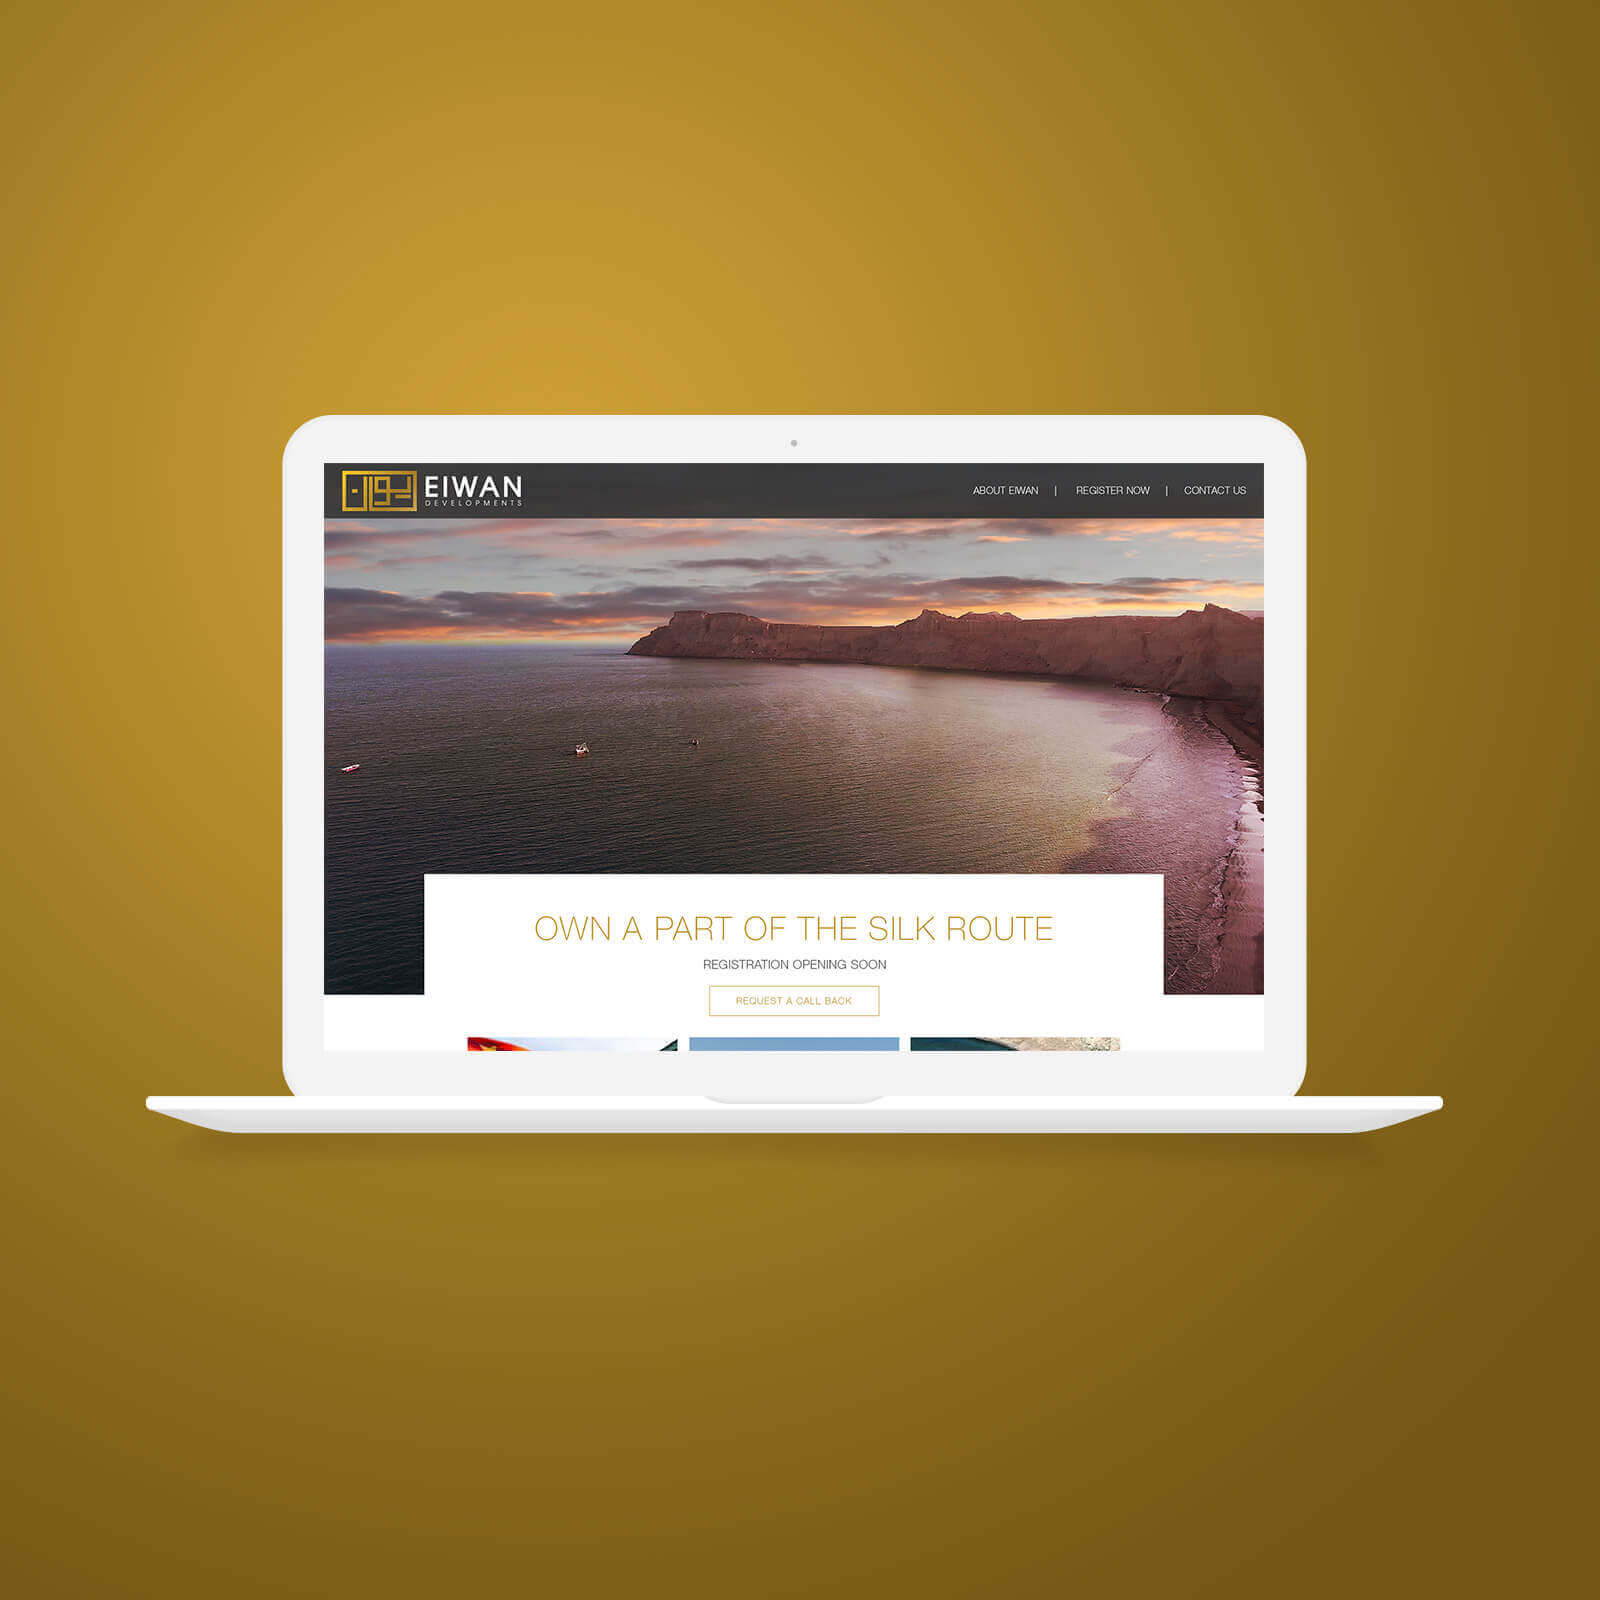 EIWAN
DEVELOPMENTS
ABOUT EIWAN | REGISTER NOW | CONTACT US
OWN A PART OF THE SILK ROUTE
REGISTRATION OPENING SOON
REQUEST A CALL BACK